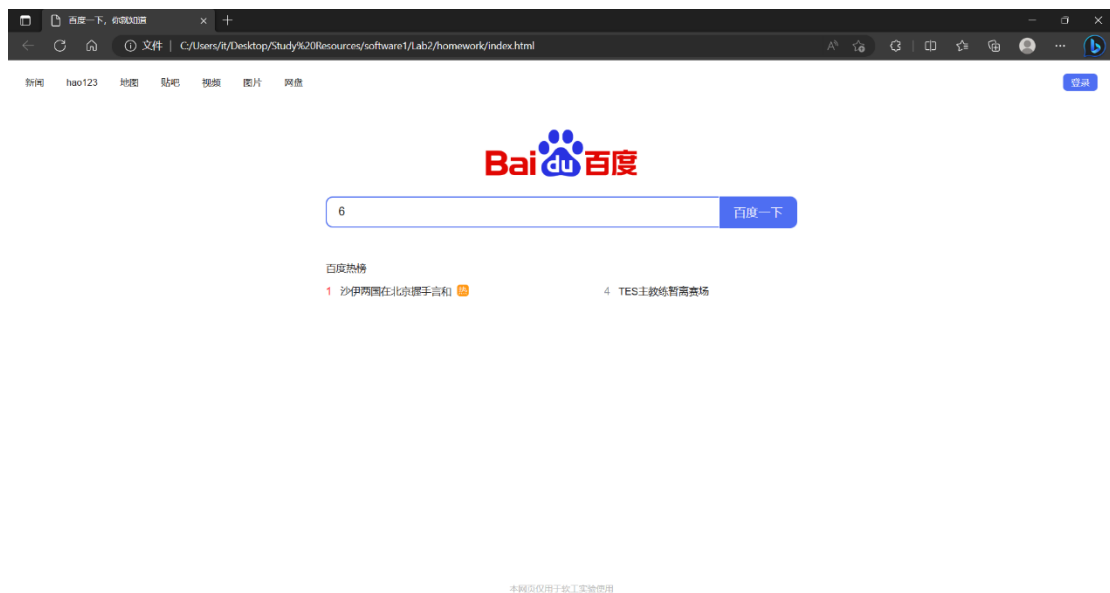 百度一下，你就知道
文件 | C:/Users/it/Desktop/Study%20Resources/software1/Lab2/homework/index.html
新闻 hao123 地图 贴吧 视频 图片 网盘 登录
Bai du 百度
6 百度一下
百度热榜
1 沙伊两国在北京握手言和 热 4 TES主教练暂离赛场
本网页仅用于软工实验使用